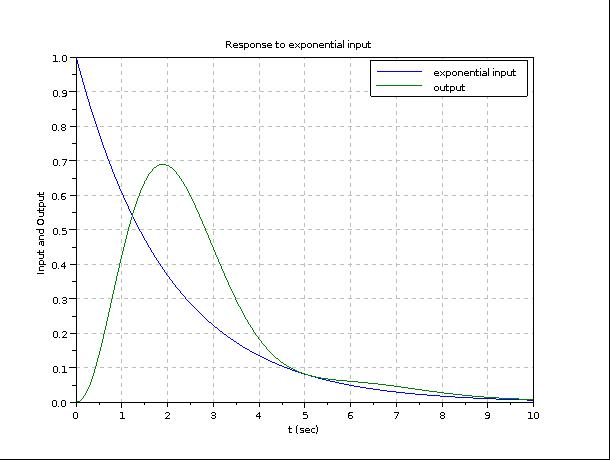 Response to exponential input
exponential input
output
Input and Output
1.0
0.9
0.8
0.7
0.6
0.5
0.4
0.3
0.2
0.1
0.0
0 1 2 3 4 5 6 7 8 9 10
t (sec)